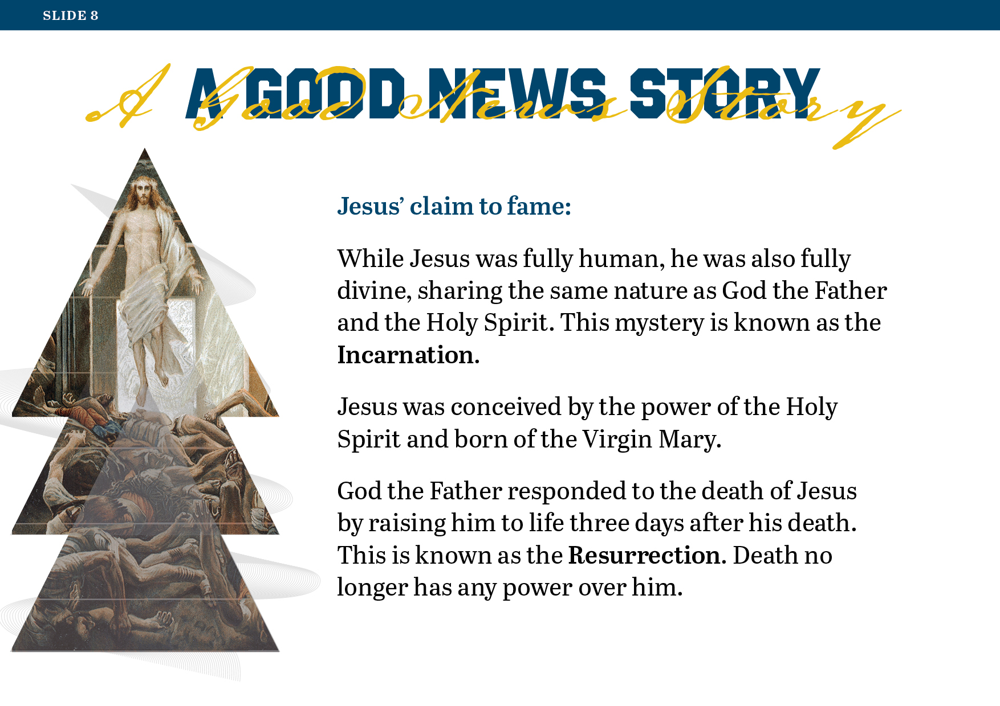 SLIDE 8
A GOOD NEWS STORY
A Good News Story
Jesus’ claim to fame:
While Jesus was fully human, he was also fully
divine, sharing the same nature as God the Father
and the Holy Spirit. This mystery is known as the
Incarnation.
Jesus was conceived by the power of the Holy
Spirit and born of the Virgin Mary.
God the Father responded to the death of Jesus
by raising him to life three days after his death.
This is known as the Resurrection. Death no
longer has any power over him.